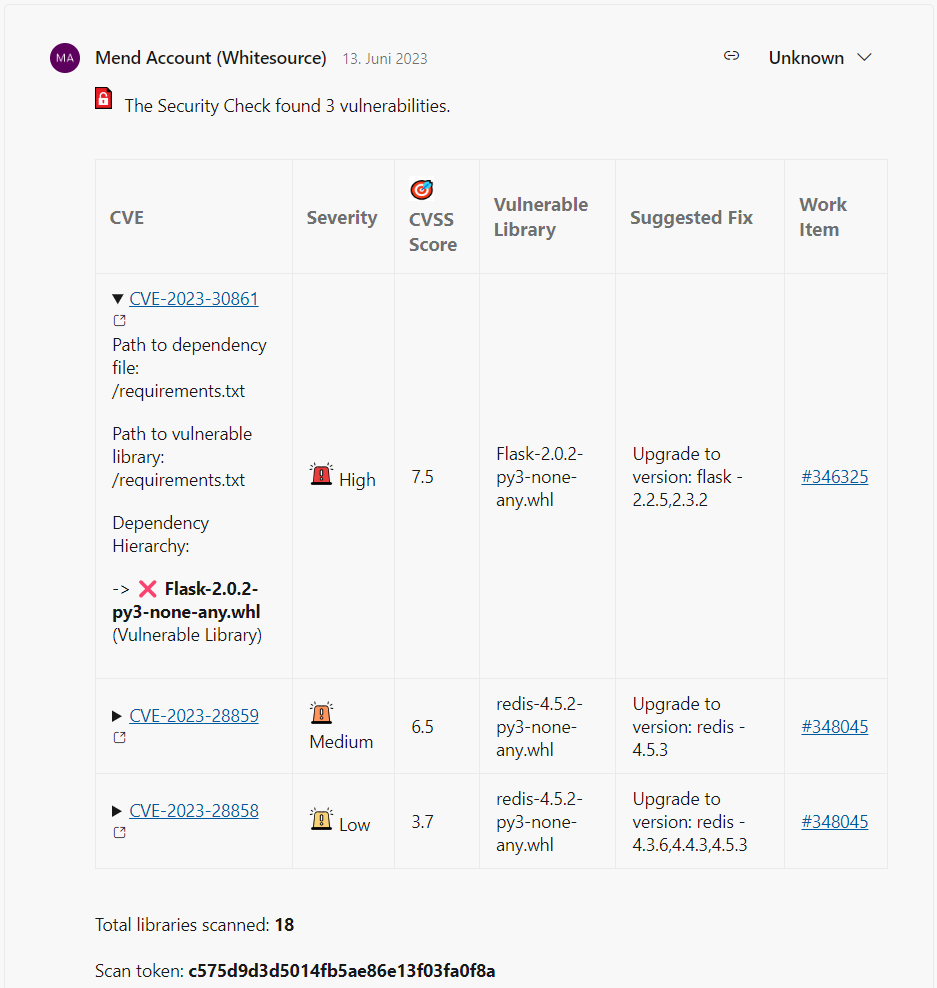 MA
Mend Account (Whitesource) 13. Juni 2023 Unknown
The Security Check found 3 vulnerabilities.
CVE
Severity
CVSS
Score
Vulnerable
Library
Suggested Fix
Work
Item
CVE-2023-30861
Path to dependency
file:
/requirements.txt
Path to vulnerable
library:
/requirements.txt
Dependency
Hierarchy:
-> ❌ Flask-2.0.2-
py3-none-any.whl
(Vulnerable Library)
High
7.5
Flask-2.0.2-
py3-none-
any.whl
Upgrade to
version: flask -
2.2.5,2.3.2
#346325
CVE-2023-28859
Medium
6.5
redis-4.5.2-
py3-none-
any.whl
Upgrade to
version: redis -
4.5.3
#348045
CVE-2023-28858
Low
3.7
redis-4.5.2-
py3-none-
any.whl
Upgrade to
version: redis -
4.3.6,4.4.3,4.5.3
#348045
Total libraries scanned: 18
Scan token: c575d9d3d5014fb5ae86e13f03fa0f8a